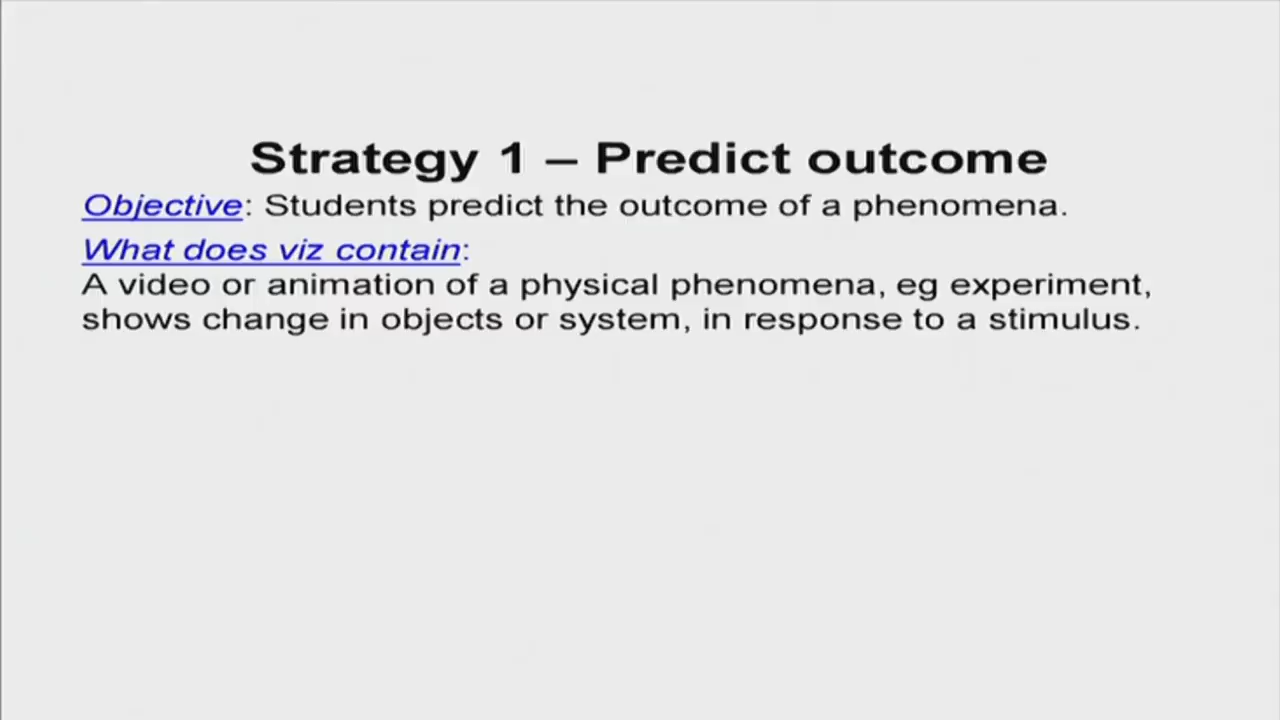 Strategy 1 – Predict outcome
Objective: Students predict the outcome of a phenomena.
What does viz contain:
A video or animation of a physical phenomena, eg experiment,
shows change in objects or system, in response to a stimulus.